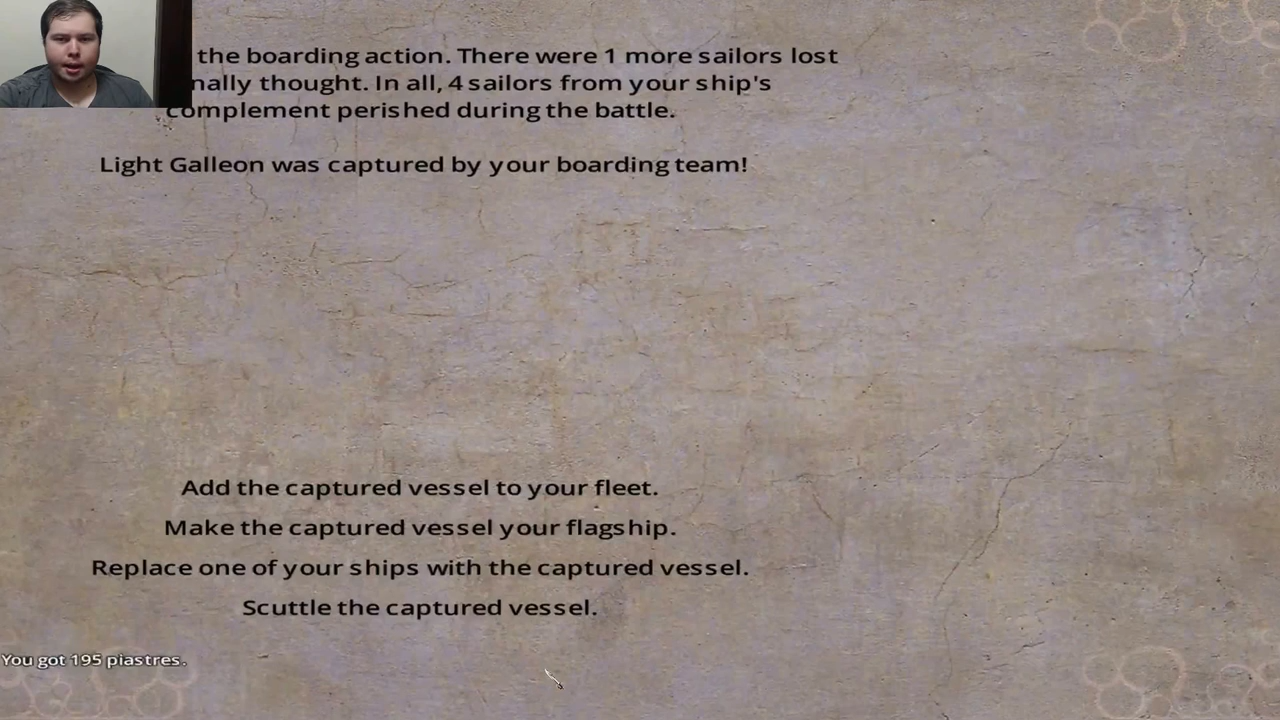 the boarding action. There were 1 more sailors lost
nally thought. In all, 4 sailors from your ship's
complement perished during the battle.
Light Galleon was captured by your boarding team!
Add the captured vessel to your fleet.
Make the captured vessel your flagship.
Replace one of your ships with the captured vessel.
Scuttle the captured vessel.
You got 195 piastres.